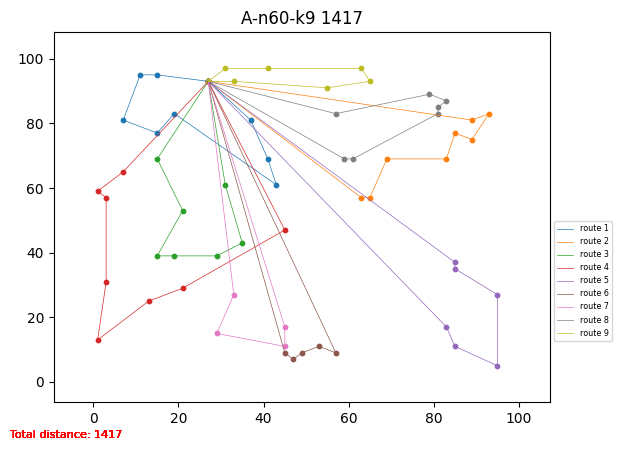 A-n60-k9 1417
100
80
60
40
20
0
0 20 40 60 80 100
route 1
route 2
route 3
route 4
route 5
route 6
route 7
route 8
route 9
Total distance: 1417